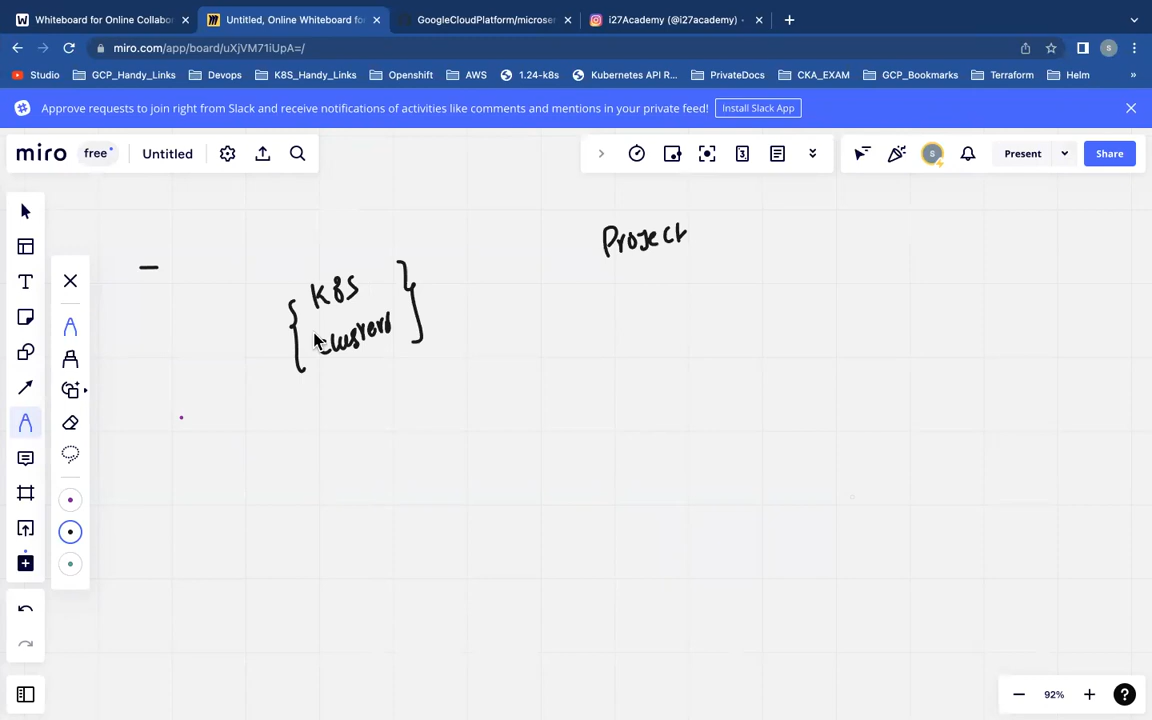 Whiteboard for Online Collabo
Untitled, Online Whiteboard fo
GoogleCloudPlatform/microser
i27Academy (@i27academy) •
miro.com/app/board/uXjVM71iUpA=/
S
Studio
GCP_Handy_Links
Devops
K8S_Handy_Links
Openshift
AWS
1.24-k8s
Kubernetes API R...
PrivateDocs
CKA_EXAM
GCP_Bookmarks
Terraform
Helm
»
Approve requests to join right from Slack and receive notifications of activities like comments and mentions in your private feed!
Install Slack App
miro
free
Untitled
3
S
Present
Share
Project
K8S
92%